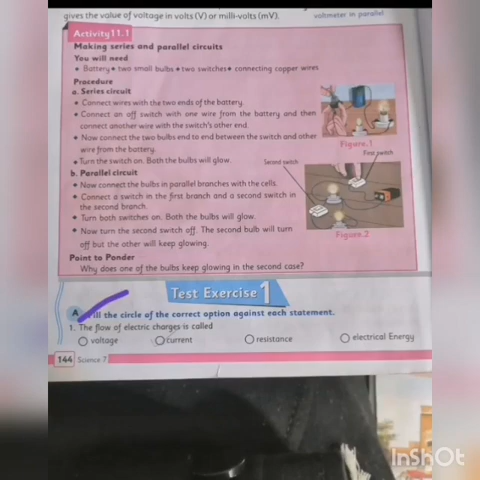 gives the value of voltage in volts (V) or milli-volts (mV).
voltmeter in parallel
Activity11.1
Making series and parallel circuits
You will need
• Battery • two small bulbs • two switches • connecting copper wires
Procedure
a. Series circuit
• Connect wires with the two ends of the battery.
• Connect an off switch with one wire from the battery and then
connect another wire with the switch's other end.
• Now connect the two bulbs end to end between the switch and other
wire from the battery.
• Turn the switch on. Both the bulbs will glow.
Figure.1
First switch
Second switch
b. Parallel circuit
• Now connect the bulbs in parallel branches with the cells.
• Connect a switch in the first branch and a second switch in
the second branch.
• Turn both switches on. Both the bulbs will glow.
• Now turn the second switch off. The second bulb will turn
off but the other will keep glowing.
Figure.2
Point to Ponder
Why does one of the bulbs keep glowing in the second case?
Test Exercise 1
A Fill the circle of the correct option against each statement.
1. The flow of electric charges is called
voltage current resistance electrical Energy
144 Science 7
InShOt